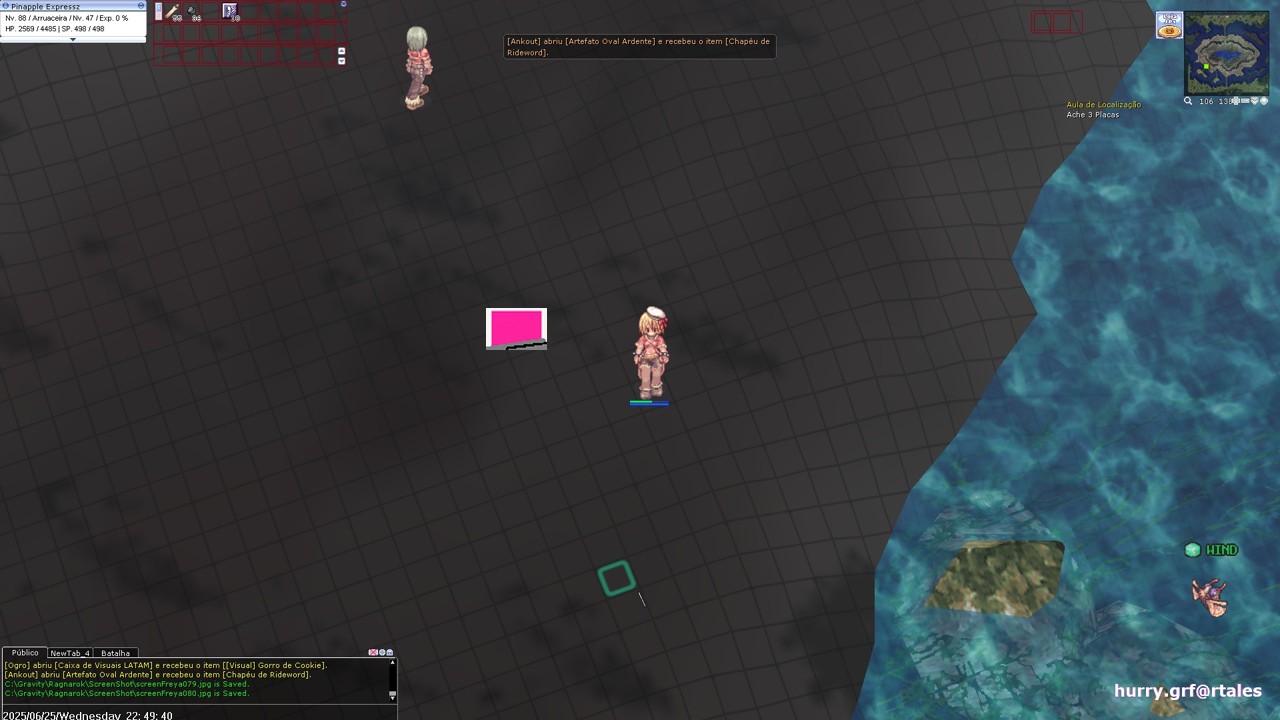 Pinapple Expressz
Nv. 88 / Arruaceira / Nv. 47 / Exp. 0 %
HP. 2569 / 4485 | SP. 498 / 498
[Ankout] abriu [Artefato Oval Ardente] e recebeu o item [Chapéu de
Rideword].
Aula de Localização
Ache 3 Placas
WIND
Público
NewTab_4
Batalha
[Ogro] abriu [Caixa de Visuais LATAM] e recebeu o item [[Visual] Gorro de Cookie].
[Ankout] abriu [Artefato Oval Ardente] e recebeu o item [Chapéu de Rideword].
C:\Gravity\Ragnarok\ScreenShot\screenFreya079.jpg is Saved.
C:\Gravity\Ragnarok\ScreenShot\screenFreya080.jpg is Saved.
2025/06/25/Wednesday 22:49:40
hurry.grf@rtales